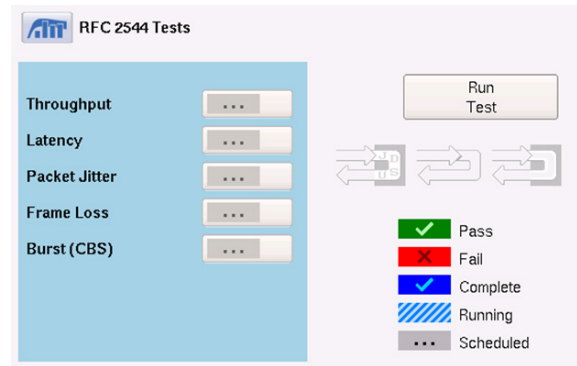 RFC 2544 Tests
Throughput ...
Latency ...
Packet Jitter ...
Frame Loss ...
Burst (CBS) ...
Run
Test
J D
U S
Pass
Fail
Complete
Running
... Scheduled